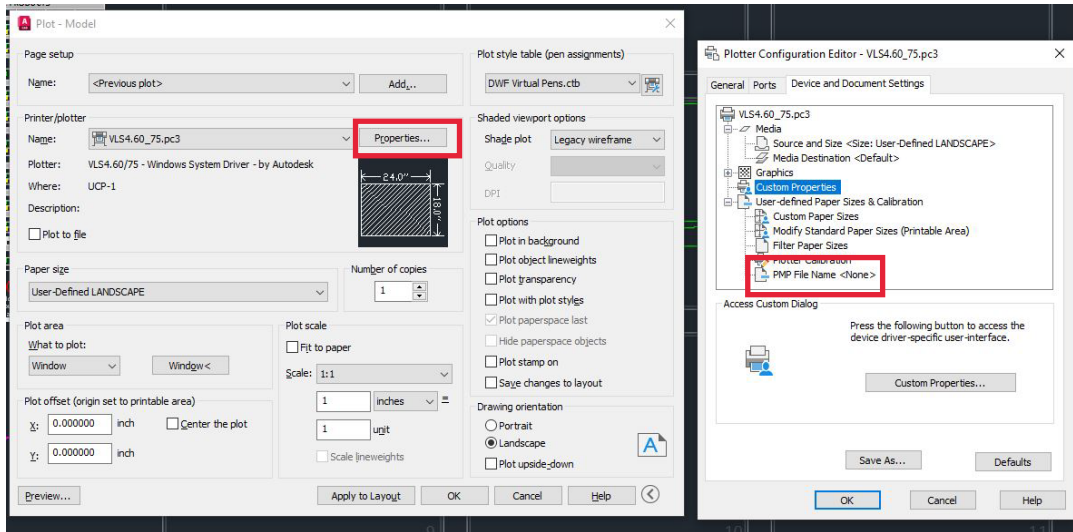 Plot - Model
Page setup
Name:
<Previous plot>
Add...
Printer/plotter
Name:
VLS4.60_75.pc3
Properties...
Plotter:
VLS4.60/75 - Windows System Driver - by Autodesk
Where:
UCP-1
Description:
Plot to file
24.0''
18.0''
Paper size
User-Defined LANDSCAPE
Number of copies
1
Plot area
What to plot:
Window
Window<
Plot offset (origin set to printable area)
X:
0.000000
inch
Center the plot
Y:
0.000000
inch
Plot scale
Fit to paper
Scale:
1:1
1
inches
=
1
unit
Scale lineweights
Plot style table (pen assignments)
DWF Virtual Pens.ctb
Shaded viewport options
Shade plot
Legacy wireframe
Quality
DPI
Plot options
Plot in background
Plot object lineweights
Plot transparency
Plot with plot styles
Plot paperspace last
Hide paperspace objects
Plot stamp on
Save changes to layout
Drawing orientation
Portrait
Landscape
Plot upside-down
A
Preview...
Apply to Layout
OK
Cancel
Help
Plotter Configuration Editor - VLS4.60_75.pc3
General
Ports
Device and Document Settings
VLS4.60_75.pc3
Media
Source and Size <Size: User-Defined LANDSCAPE>
Media Destination <Default>
Graphics
Custom Properties
User-defined Paper Sizes & Calibration
Custom Paper Sizes
Modify Standard Paper Sizes (Printable Area)
Filter Paper Sizes
Plotter Calibration
PMP File Name <None>
Access Custom Dialog
Press the following button to access the
device driver-specific user-interface.
Custom Properties...
Save As...
Defaults
OK
Cancel
Help